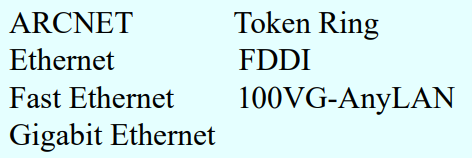 ARCNET Token Ring
Ethernet FDDI
Fast Ethernet 100VG-AnyLAN
Gigabit Ethernet